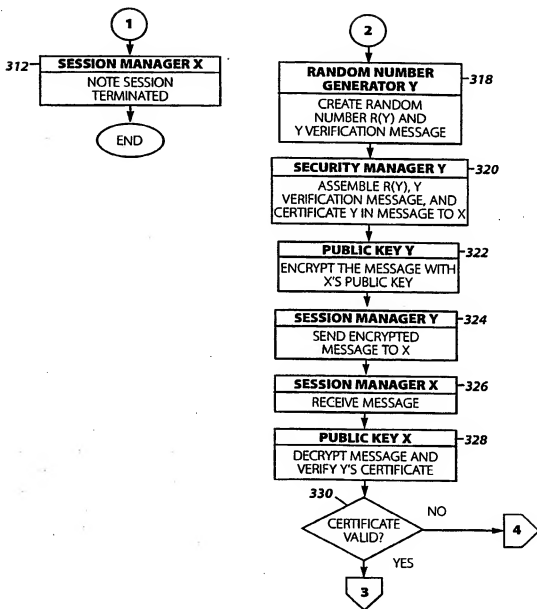 1
312
SESSION MANAGER X
NOTE SESSION
TERMINATED
END
2
RANDOM NUMBER
GENERATOR Y
318
CREATE RANDOM
NUMBER R(Y) AND
Y VERIFICATION MESSAGE
SECURITY MANAGER Y
320
ASSEMBLE R(Y), Y
VERIFICATION MESSAGE, AND
CERTIFICATE Y IN MESSAGE TO X
PUBLIC KEY Y
322
ENCRYPT THE MESSAGE WITH
X'S PUBLIC KEY
SESSION MANAGER Y
324
SEND ENCRYPTED
MESSAGE TO X
SESSION MANAGER X
326
RECEIVE MESSAGE
PUBLIC KEY X
328
DECRYPT MESSAGE AND
VERIFY Y'S CERTIFICATE
330
CERTIFICATE
VALID?
NO
4
YES
3